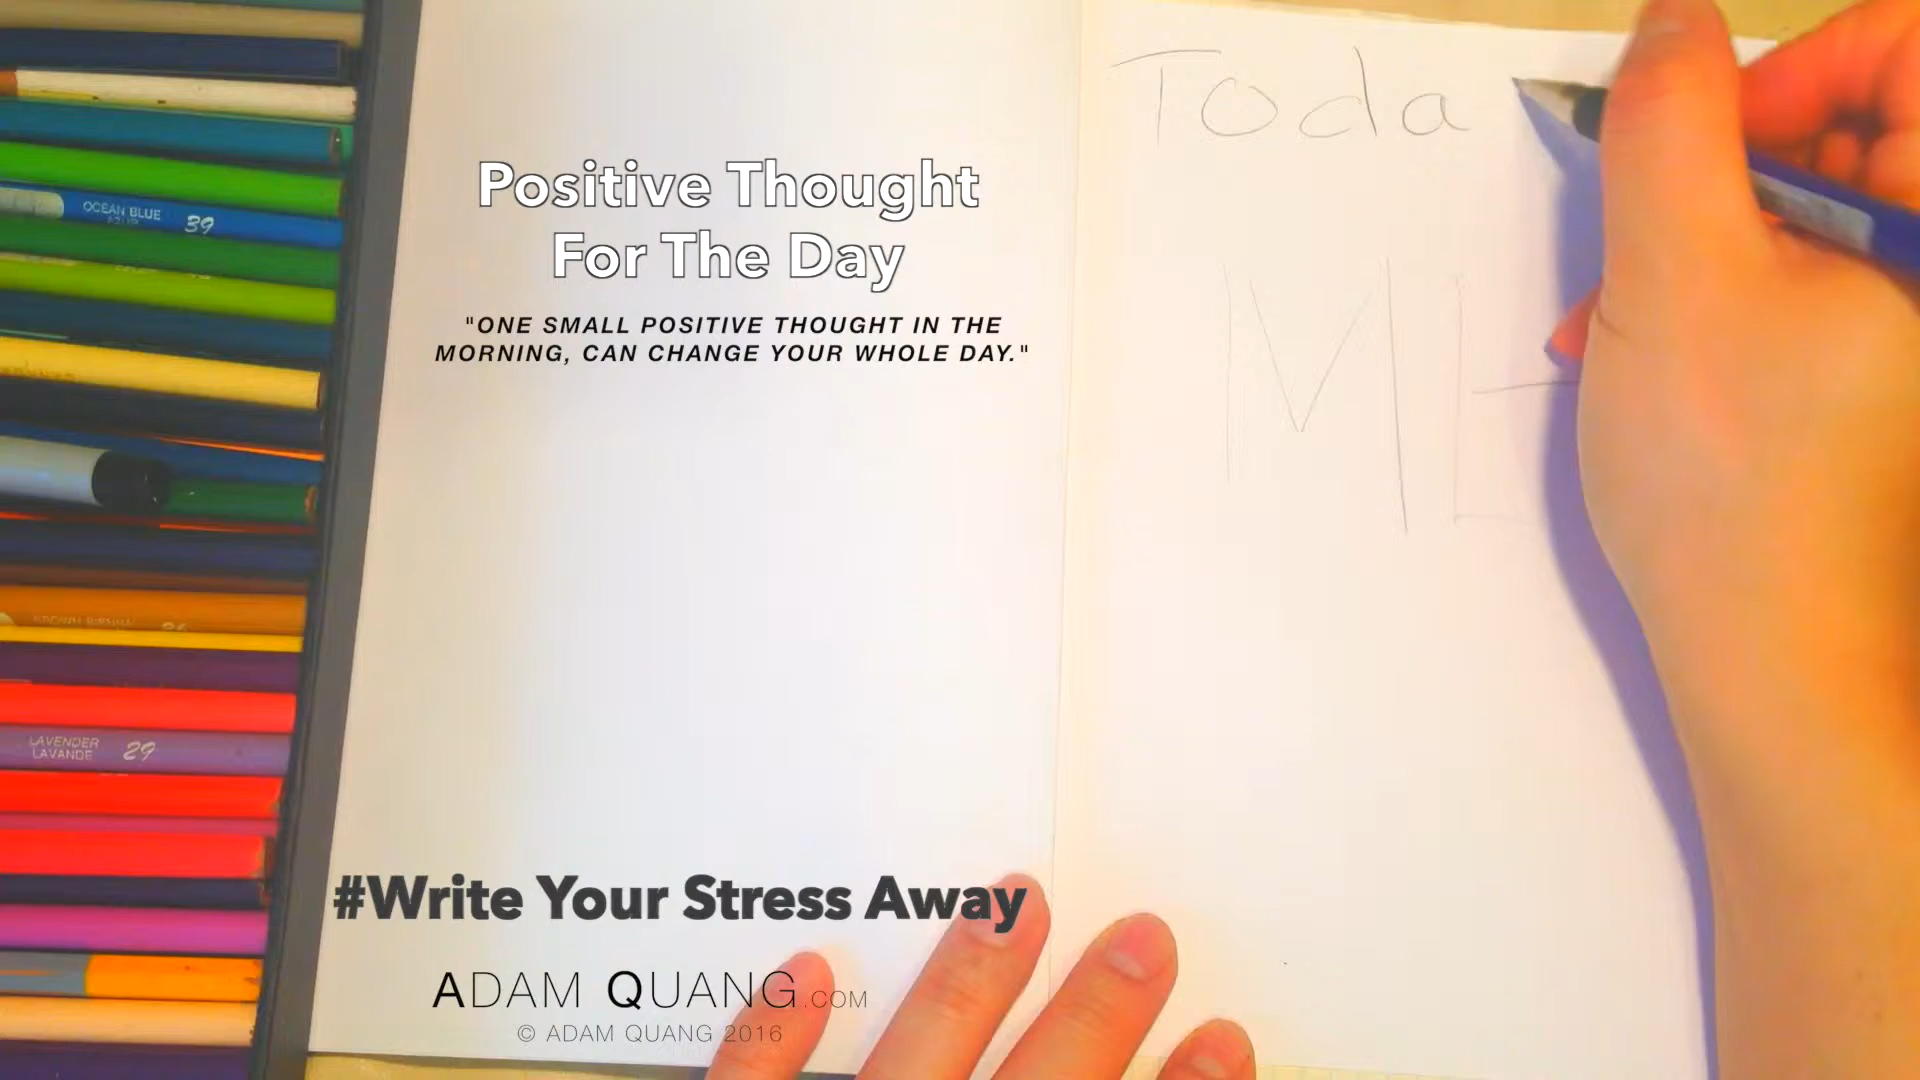 OCEAN BLUE
AZUR
39
LAVENDER
LAVANDE
29
Positive Thought
For The Day
"ONE SMALL POSITIVE THOUGHT IN THE
MORNING, CAN CHANGE YOUR WHOLE DAY."
#Write Your Stress Away
ADAM QUANG.COM
© ADAM QUANG 2016
Toda